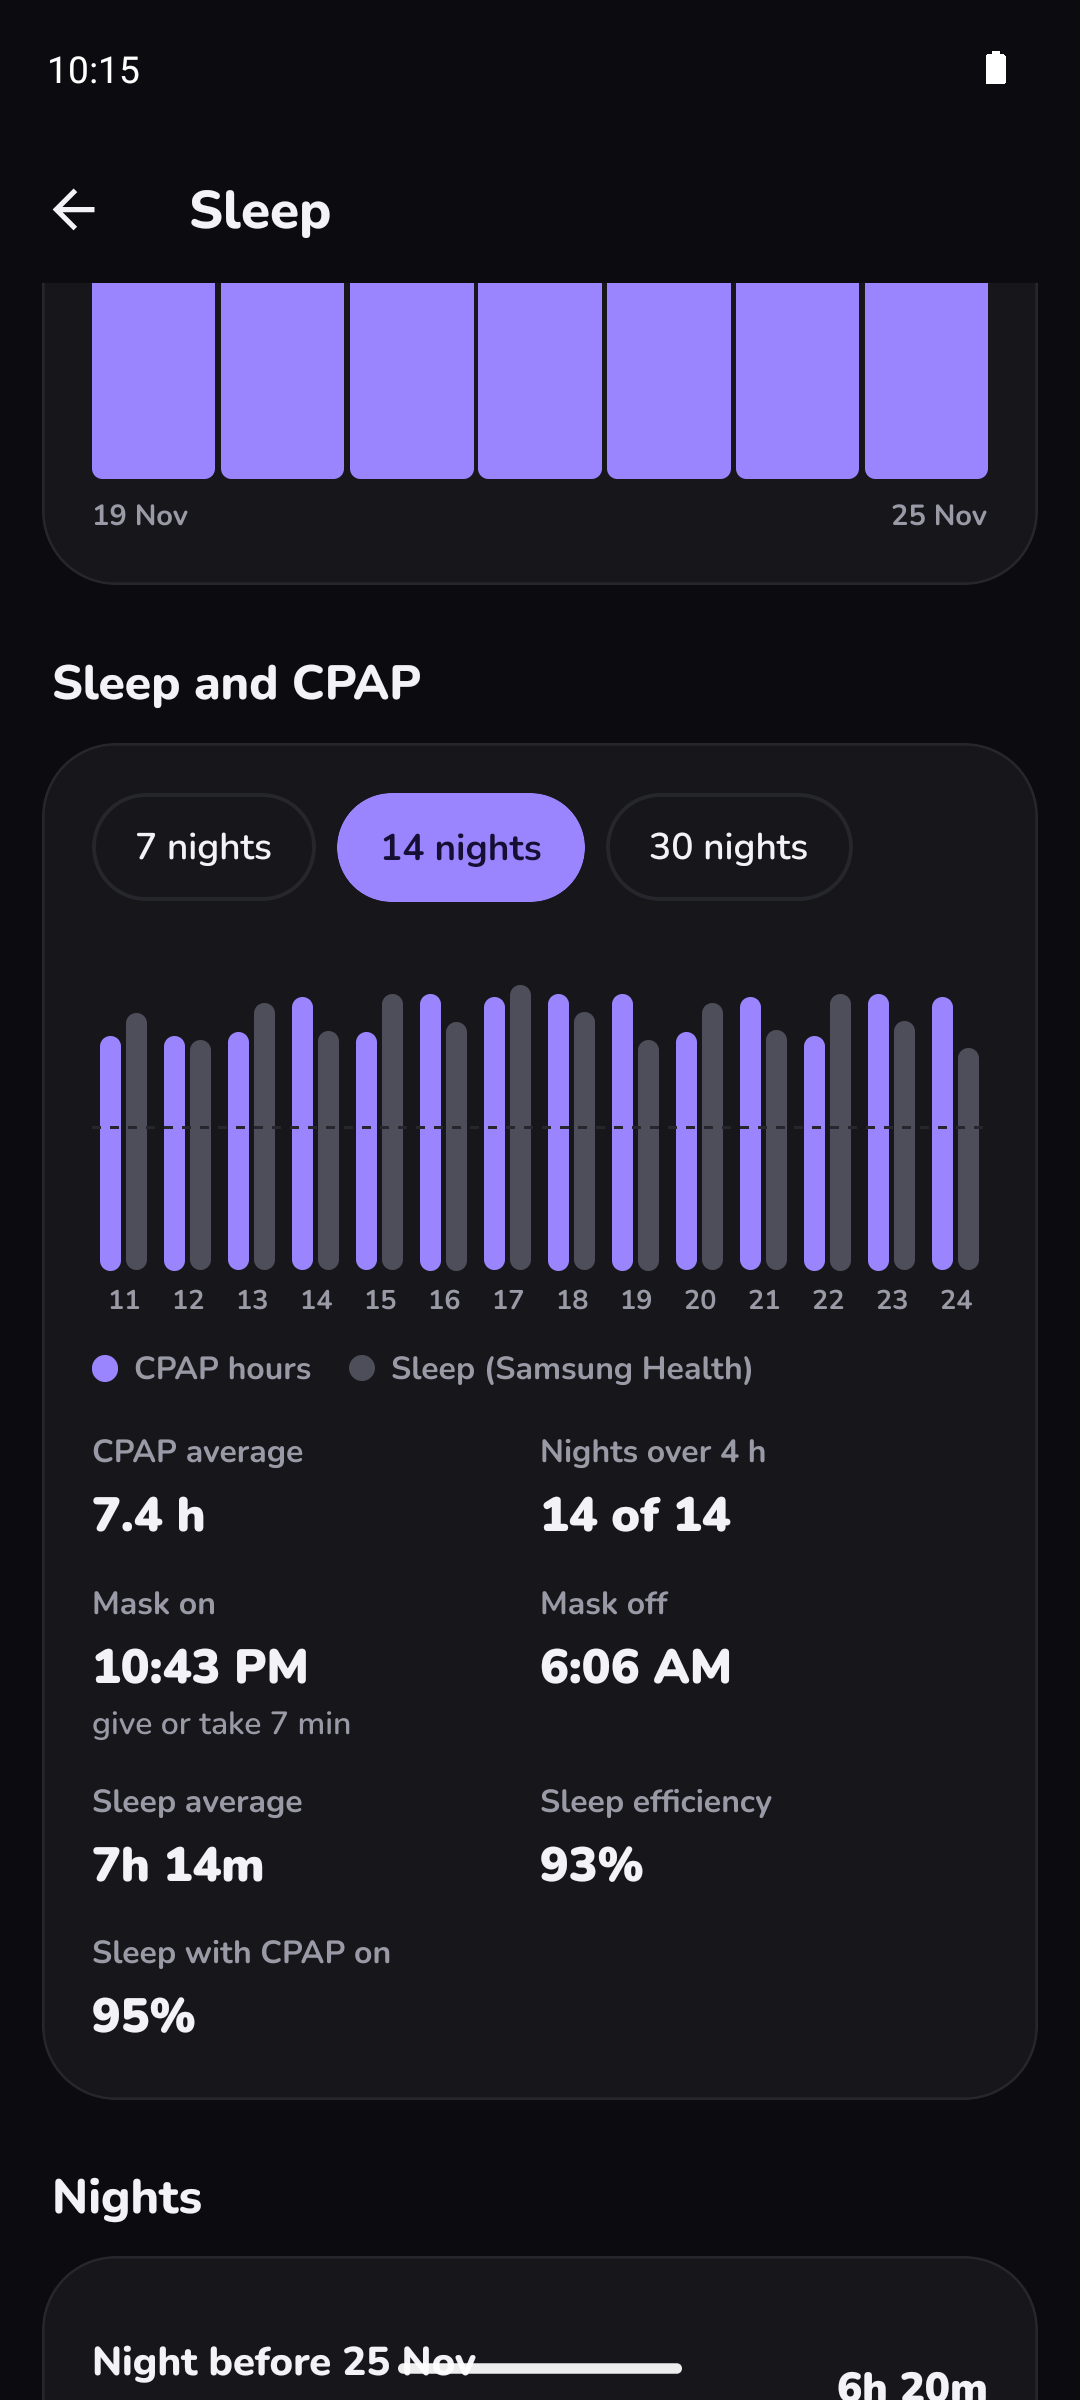 10:15
Sleep
19 Nov 25 Nov
Sleep and CPAP
7 nights 14 nights 30 nights
11 12 13 14 15 16 17 18 19 20 21 22 23 24
CPAP hours Sleep (Samsung Health)
CPAP average Nights over 4 h
7.4 h 14 of 14
Mask on Mask off
10:43 PM 6:06 AM
give or take 7 min
Sleep average Sleep efficiency
7h 14m 93%
Sleep with CPAP on
95%
Nights
Night before 25 Nov
6h 20m